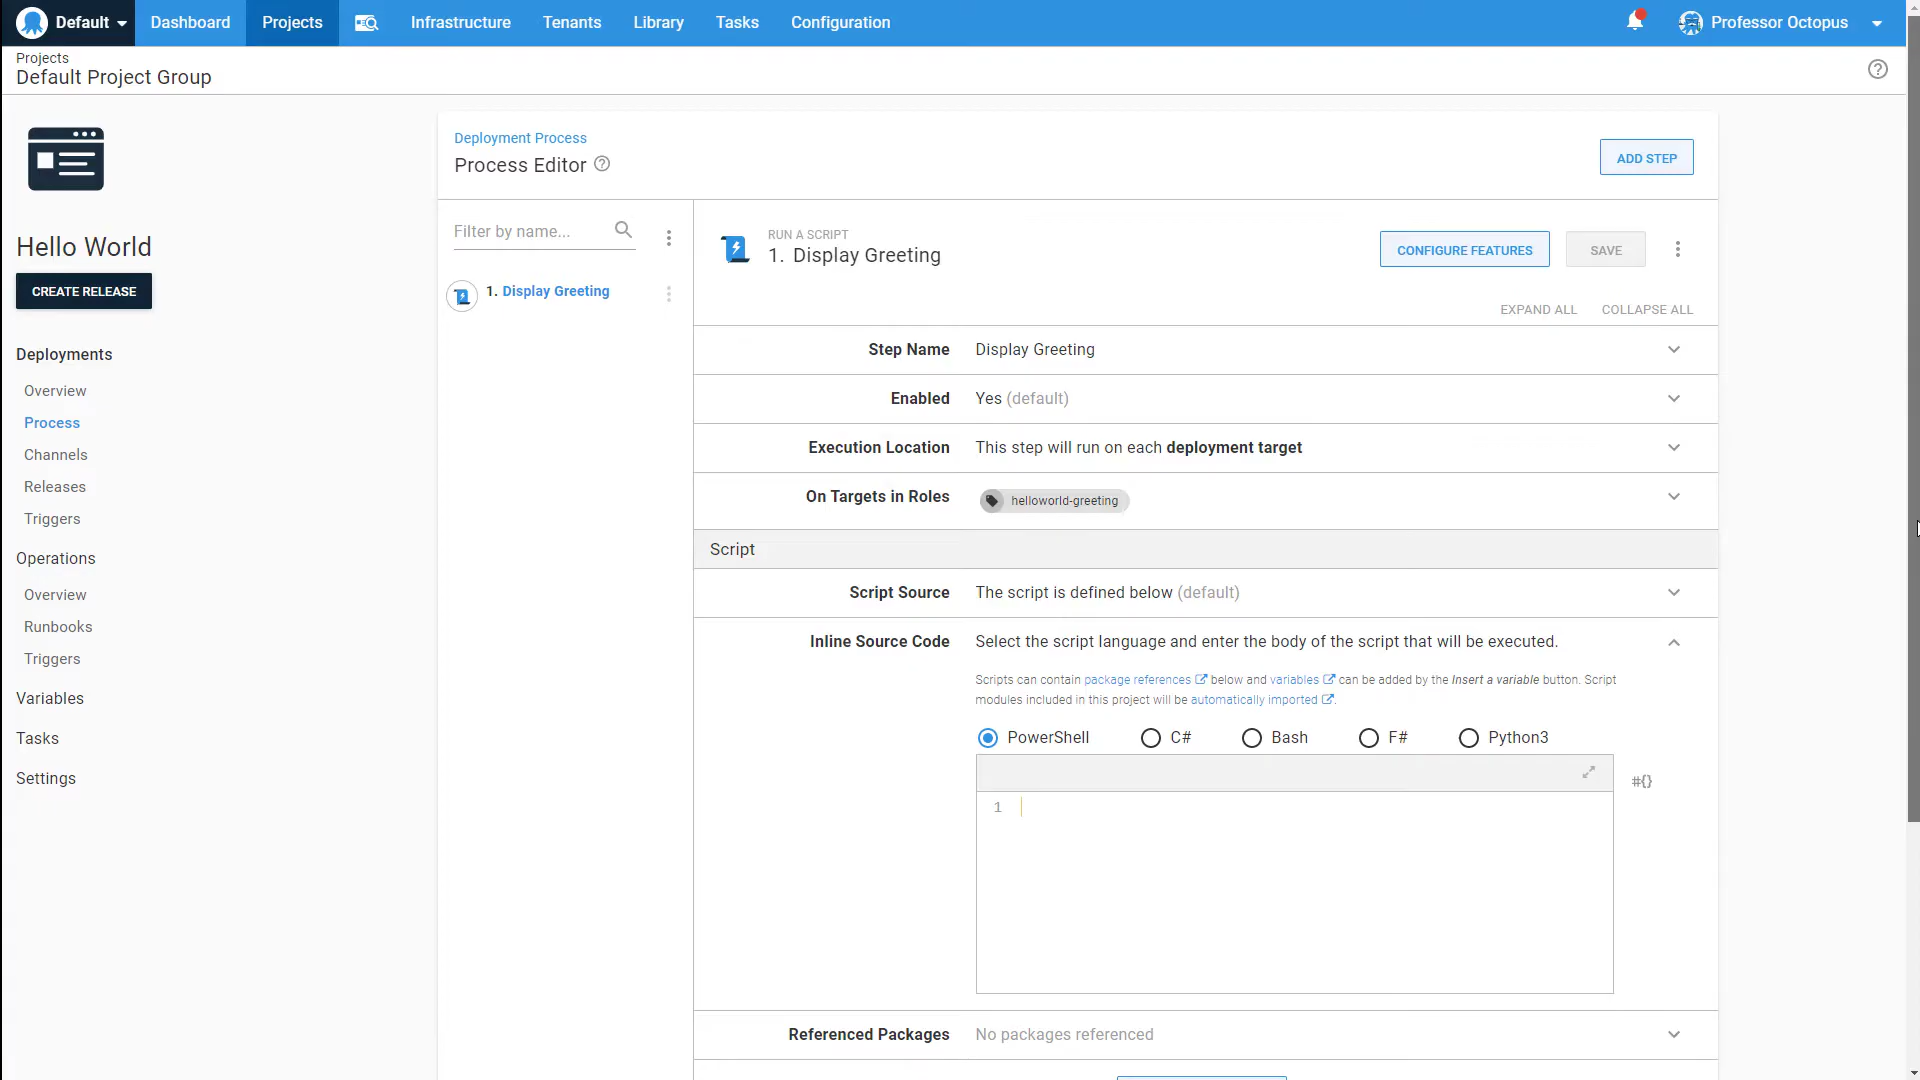 Default
Dashboard
Projects
Infrastructure
Tenants
Library
Tasks
Configuration
Professor Octopus
Projects
Default Project Group
Hello World
CREATE RELEASE
Deployments
Overview
Process
Channels
Releases
Triggers
Operations
Overview
Runbooks
Triggers
Variables
Tasks
Settings
Deployment Process
Process Editor
ADD STEP
Filter by name...
1. Display Greeting
RUN A SCRIPT
1. Display Greeting
CONFIGURE FEATURES
SAVE
EXPAND ALL
COLLAPSE ALL
Step Name Display Greeting
Enabled Yes (default)
Execution Location This step will run on each deployment target
On Targets in Roles helloworld-greeting
Script
Script Source The script is defined below (default)
Inline Source Code Select the script language and enter the body of the script that will be executed.
Scripts can contain package references below and variables can be added by the Insert a variable button. Script
modules included in this project will be automatically imported .
PowerShell C# Bash F# Python3
#{}
1
Referenced Packages No packages referenced